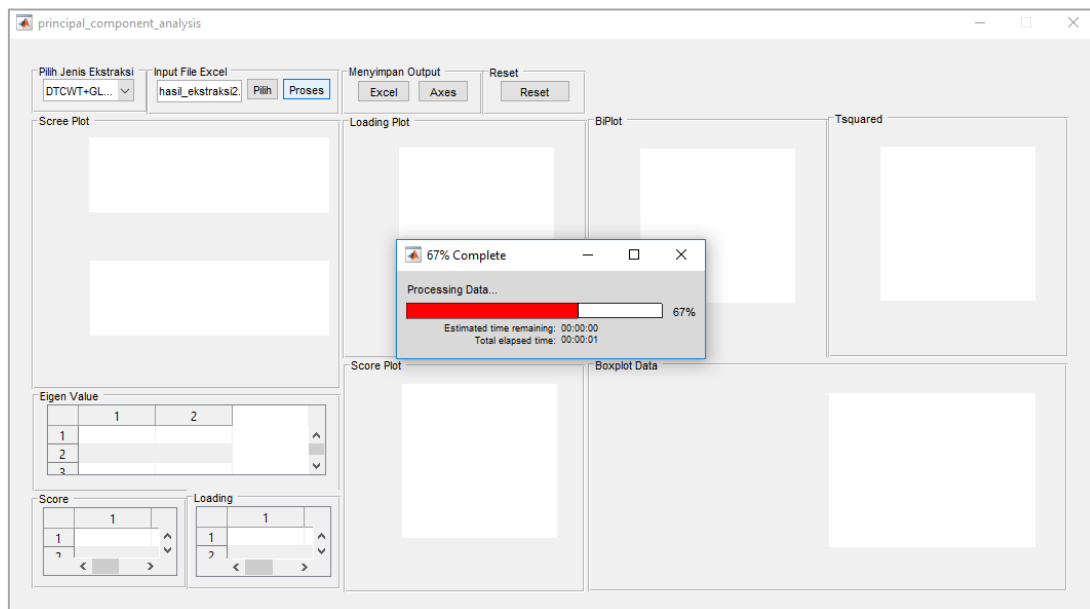 principal_component_analysis
Pilih Jenis Ekstraksi
Input File Excel
Menyimpan Output
Reset
DTCWT+GL...
hasil_ekstraksi2.
Pilih
Proses
Excel
Axes
Reset
Scree Plot
Loading Plot
BiPlot
Tsquared
67% Complete
Processing Data...
67%
Estimated time remaining: 00:00:00
Total elapsed time: 00:00:01
Score Plot
Boxplot Data
Eigen Value
1 2
1
2
3
Score
1
1
2
Loading
1
1
2